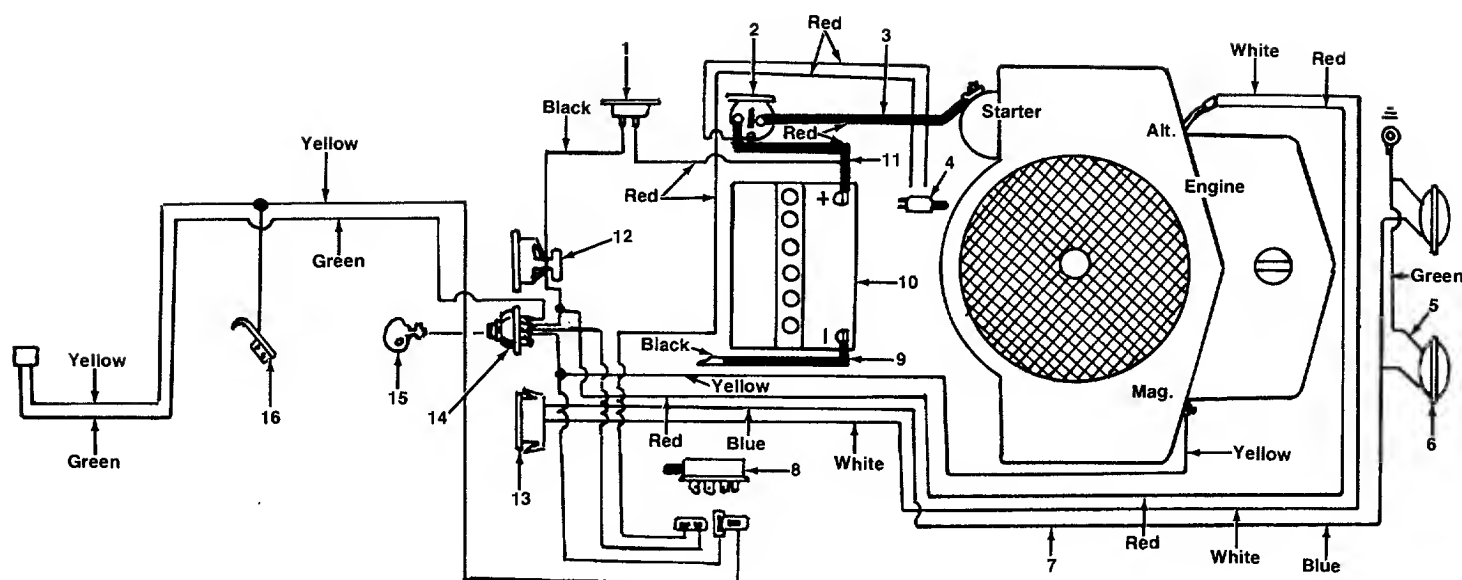 Red
1
2
3
White
Red
Black
Starter
Alt.
Yellow
Red
11
4
Engine
Red
+
12
Green
Green
10
5
15
14
Black
–
9
Yellow
16
Yellow
Mag.
6
Green
13
Red
Blue
White
8
Yellow
Red
White
7
Blue